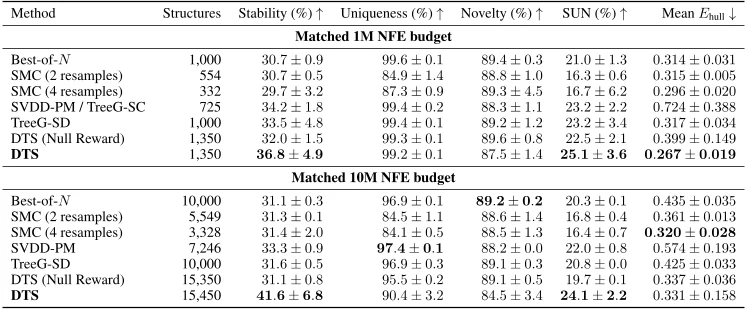 Method Structures Stability (%) ↑ Uniqueness (%) ↑ Novelty (%) ↑ SUN (%) ↑ Mean E_hull ↓
Matched 1M NFE budget
Best-of-N 1,000 30.7 ± 0.9 99.6 ± 0.1 89.4 ± 0.3 21.0 ± 1.3 0.314 ± 0.031
SMC (2 resamples) 554 30.7 ± 0.5 84.9 ± 1.4 88.8 ± 1.0 16.3 ± 0.6 0.315 ± 0.005
SMC (4 resamples) 332 29.7 ± 3.2 87.3 ± 0.9 89.3 ± 4.5 16.7 ± 6.2 0.296 ± 0.020
SVDD-PM / TreeG-SC 725 34.2 ± 1.8 99.4 ± 0.2 88.3 ± 1.1 23.2 ± 2.2 0.724 ± 0.388
TreeG-SD 1,000 33.5 ± 4.8 99.4 ± 0.1 89.2 ± 1.2 23.2 ± 3.4 0.317 ± 0.034
DTS (Null Reward) 1,350 32.0 ± 1.5 99.3 ± 0.1 89.6 ± 0.8 22.5 ± 2.1 0.399 ± 0.149
DTS 1,350 36.8 ± 4.9 99.2 ± 0.1 87.5 ± 1.4 25.1 ± 3.6 0.267 ± 0.019
Matched 10M NFE budget
Best-of-N 10,000 31.1 ± 0.3 96.9 ± 0.1 89.2 ± 0.2 20.3 ± 0.1 0.435 ± 0.035
SMC (2 resamples) 5,549 31.3 ± 0.1 84.5 ± 1.1 88.6 ± 1.4 16.8 ± 0.4 0.361 ± 0.013
SMC (4 resamples) 3,328 31.4 ± 2.0 84.1 ± 0.5 88.5 ± 1.3 16.4 ± 0.7 0.320 ± 0.028
SVDD-PM 7,246 33.3 ± 0.9 97.4 ± 0.1 88.2 ± 0.0 22.0 ± 0.8 0.574 ± 0.193
TreeG-SD 10,000 31.6 ± 0.5 96.9 ± 0.3 89.1 ± 0.3 20.8 ± 0.0 0.425 ± 0.033
DTS (Null Reward) 15,350 31.1 ± 0.8 95.5 ± 0.2 89.1 ± 0.5 19.7 ± 0.1 0.337 ± 0.036
DTS 15,450 41.6 ± 6.8 90.4 ± 3.2 84.5 ± 3.4 24.1 ± 2.2 0.331 ± 0.158